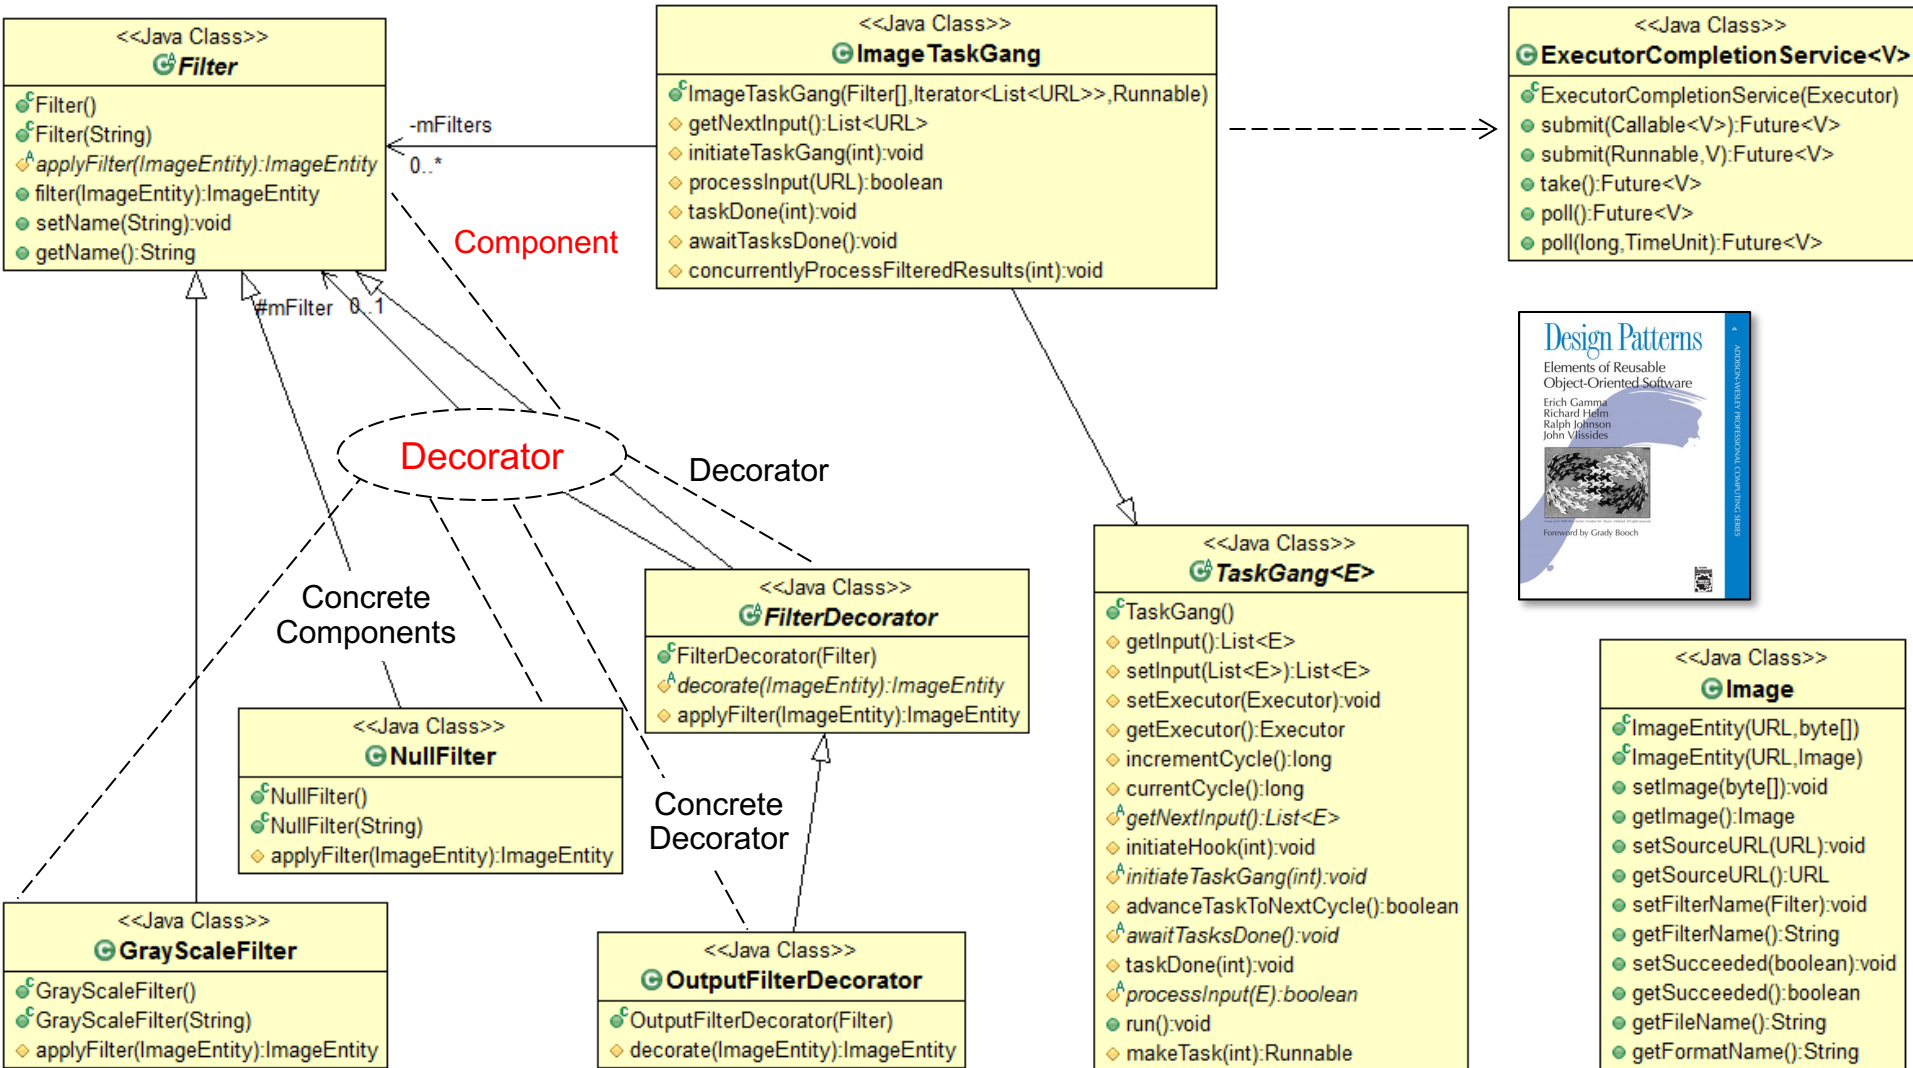 <<Java Class>>
Filter
Filter()
Filter(String)
applyFilter(ImageEntity):ImageEntity
filter(ImageEntity):ImageEntity
setName(String):void
getName():String
-mFilters
0..*
<<Java Class>>
ImageTaskGang
ImageTaskGang(Filter[],Iterator<List<URL>>,Runnable)
getNextInput():List<URL>
initiateTaskGang(int):void
processInput(URL):boolean
taskDone(int):void
awaitTasksDone():void
concurrentlyProcessFilteredResults(int):void
<<Java Class>>
ExecutorCompletionService<V>
ExecutorCompletionService(Executor)
submit(Callable<V>):Future<V>
submit(Runnable,V):Future<V>
take():Future<V>
poll():Future<V>
poll(long,TimeUnit):Future<V>
Component
#mFilter 0..1
Decorator
Decorator
Concrete
Components
Concrete
Decorator
Design Patterns
Elements of Reusable
Object-Oriented Software
Erich Gamma
Richard Helm
Ralph Johnson
John Vlissides
Foreword by Grady Booch
ADDISON-WESLEY PROFESSIONAL COMPUTING SERIES
<<Java Class>>
FilterDecorator
FilterDecorator(Filter)
decorate(ImageEntity):ImageEntity
applyFilter(ImageEntity):ImageEntity
<<Java Class>>
NullFilter
NullFilter()
NullFilter(String)
applyFilter(ImageEntity):ImageEntity
<<Java Class>>
GrayScaleFilter
GrayScaleFilter()
GrayScaleFilter(String)
applyFilter(ImageEntity):ImageEntity
<<Java Class>>
OutputFilterDecorator
OutputFilterDecorator(Filter)
decorate(ImageEntity):ImageEntity
<<Java Class>>
TaskGang<E>
TaskGang()
getInput():List<E>
setInput(List<E>):List<E>
setExecutor(Executor):void
getExecutor():Executor
incrementCycle():long
currentCycle():long
getNextInput():List<E>
initiateHook(int):void
initiateTaskGang(int):void
advanceTaskToNextCycle():boolean
awaitTasksDone():void
taskDone(int):void
processInput(E):boolean
run():void
makeTask(int):Runnable
<<Java Class>>
Image
ImageEntity(URL,byte[])
ImageEntity(URL,Image)
setImage(byte[]):void
getImage():Image
setSourceURL(URL):void
getSourceURL():URL
setFilterName(Filter):void
getFilterName():String
setSucceeded(boolean):void
getSucceeded():boolean
getFileName():String
getFormatName():String